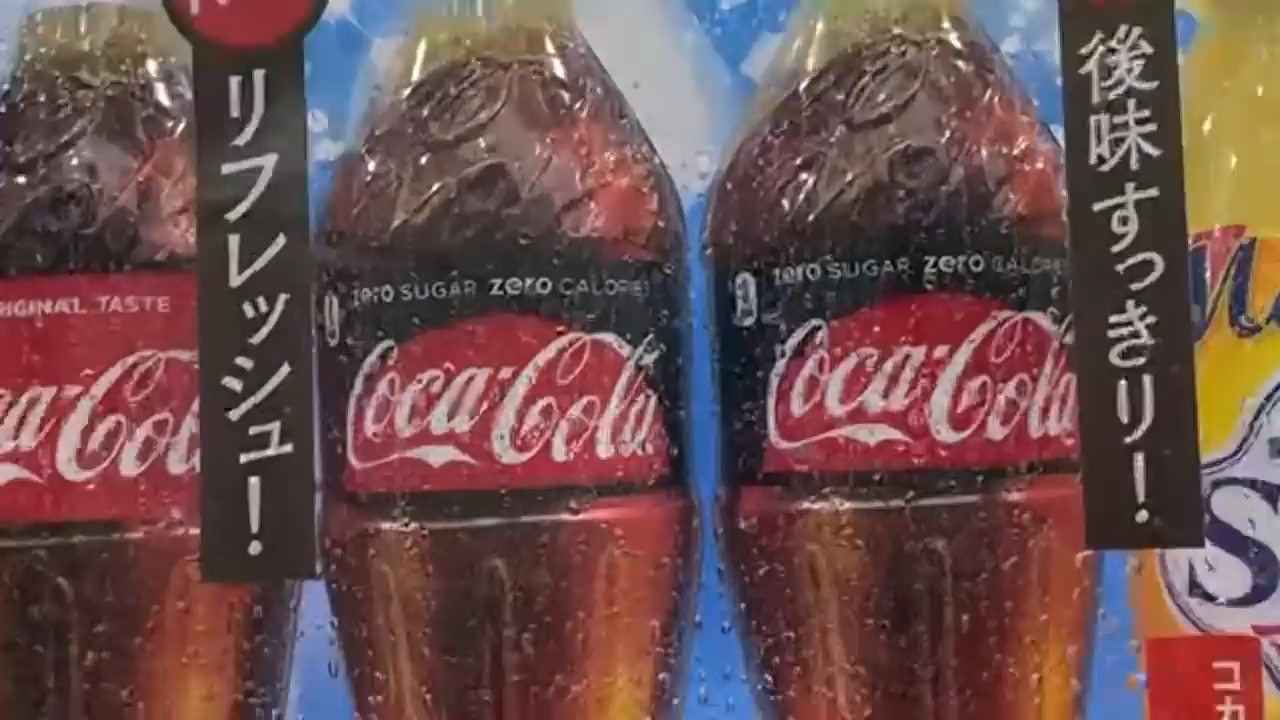 リフレッシュ！
後味すっきり！
ORIGINAL TASTE
Coca-Cola
zero SUGAR zero CALORIE
Coca-Cola
zero SUGAR zero CALORIE
Coca-Cola
コカ